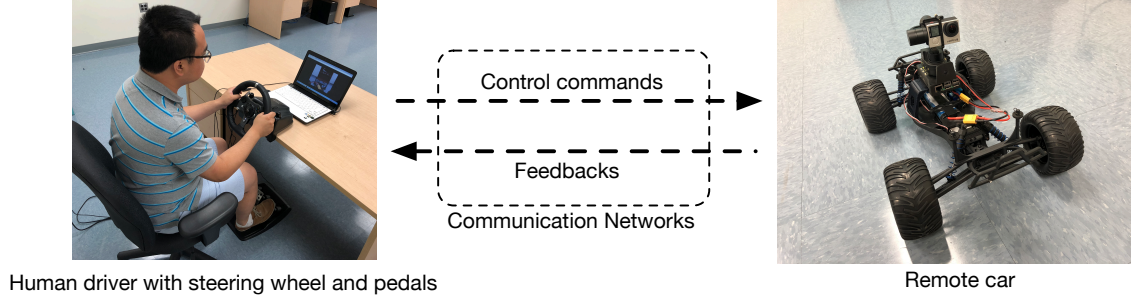 Control commands
Feedbacks
Communication Networks
Human driver with steering wheel and pedals
Remote car